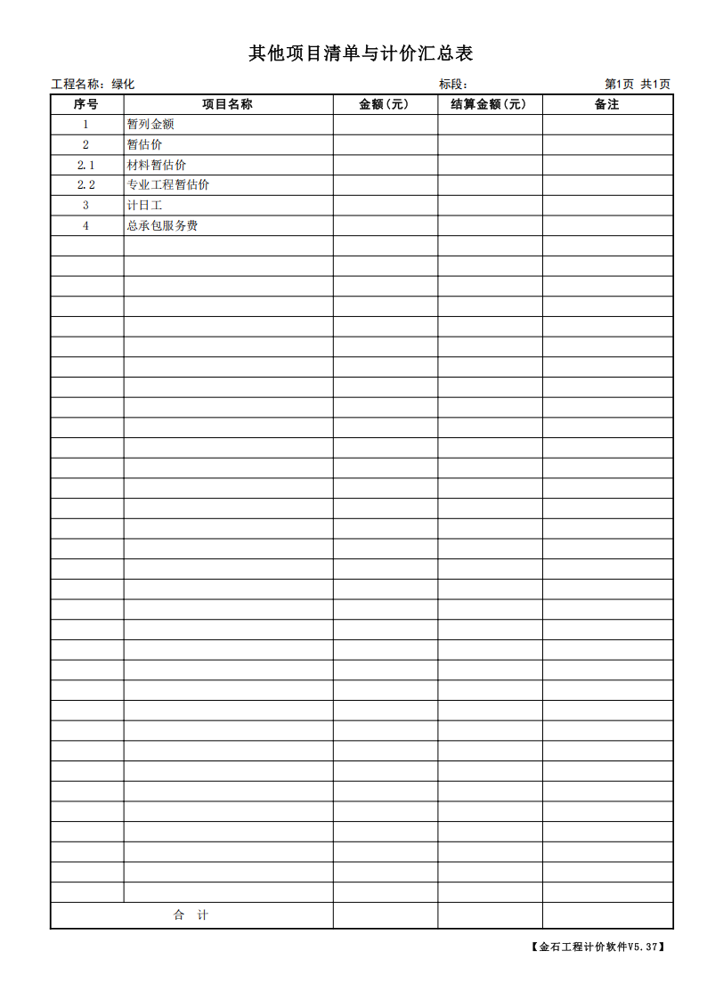 其他项目清单与计价汇总表
工程名称：绿化 标段： 第1页 共1页
序号 项目名称 金额(元) 结算金额(元) 备注
1 暂列金额
2 暂估价
2.1 材料暂估价
2.2 专业工程暂估价
3 计日工
4 总承包服务费
合 计
【金石工程计价软件V5.37】